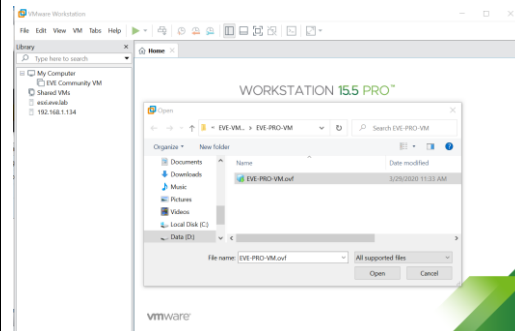 VMware Workstation
File Edit View VM Tabs Help
Library
Type here to search
Home
My Computer
EVE Community VM
Shared VMs
esxi.eve.lab
192.168.1.134
WORKSTATION 15.5 PRO™
Open
EVE-VM... > EVE-PRO-VM
Search EVE-PRO-VM
Organize
New folder
Name
Date modified
Documents
Downloads
Music
Pictures
Videos
Local Disk (C:)
Data (D:)
EVE-PRO-VM.ovf
3/29/2020 11:33 AM
File name: EVE-PRO-VM.ovf
All supported files
Open
Cancel
vmware